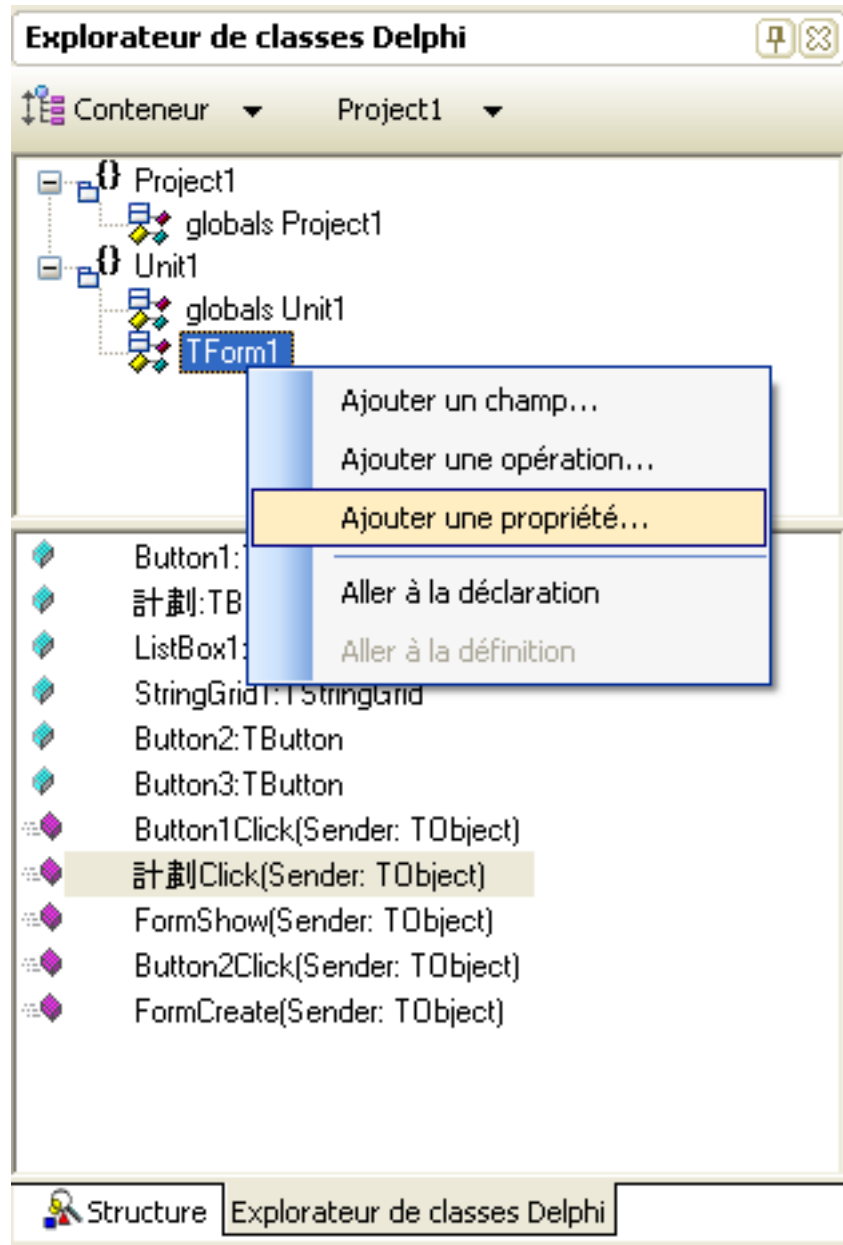 Explorateur de classes Delphi
Conteneur Project1
{} Project1
globals Project1
{} Unit1
globals Unit1
TForm1
Ajouter un champ...
Ajouter une opération...
Ajouter une propriété...
Aller à la déclaration
Aller à la définition
Button1:
計劃:TB
ListBox1:
StringGrid1:TStringGrid
Button2:TButton
Button3:TButton
Button1Click(Sender: TObject)
計劃Click(Sender: TObject)
FormShow(Sender: TObject)
Button2Click(Sender: TObject)
FormCreate(Sender: TObject)
Structure Explorateur de classes Delphi